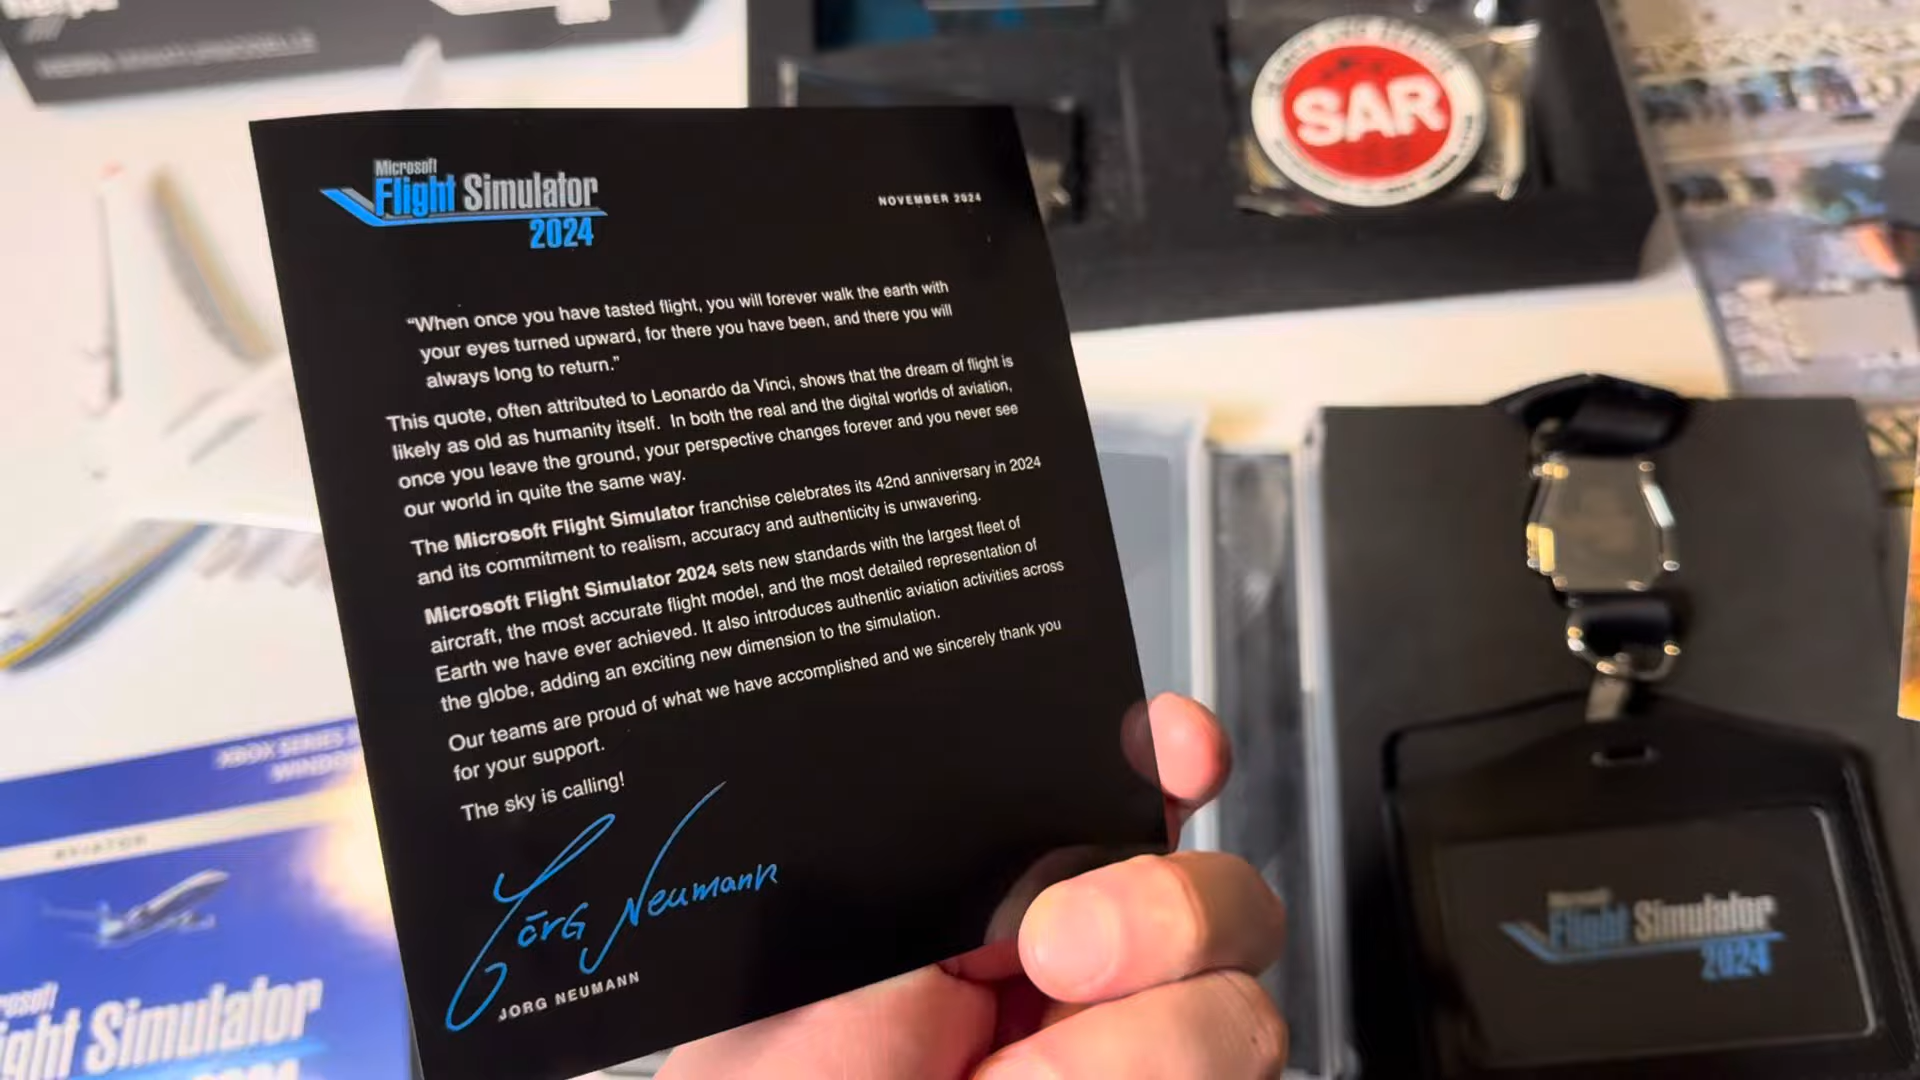 Microsoft
Flight Simulator
2024
NOVEMBER 2024
“When once you have tasted flight, you will forever walk the earth with
your eyes turned upward, for there you have been, and there you will
always long to return.”
This quote, often attributed to Leonardo da Vinci, shows that the dream of flight is
likely as old as humanity itself. In both the real and the digital worlds of aviation,
once you leave the ground, your perspective changes forever and you never see
our world in quite the same way.
The Microsoft Flight Simulator franchise celebrates its 42nd anniversary in 2024
and its commitment to realism, accuracy and authenticity is unwavering.
Microsoft Flight Simulator 2024 sets new standards with the largest fleet of
aircraft, the most accurate flight model, and the most detailed representation of
Earth we have ever achieved. It also introduces authentic aviation activities across
the globe, adding an exciting new dimension to the simulation.
Our teams are proud of what we have accomplished and we sincerely thank you
for your support.
The sky is calling!
Jörg Neumann
JORG NEUMANN
SAR
XBOX SERIES
AVIATOR
Simulator
Microsoft
Flight Simulator
2024